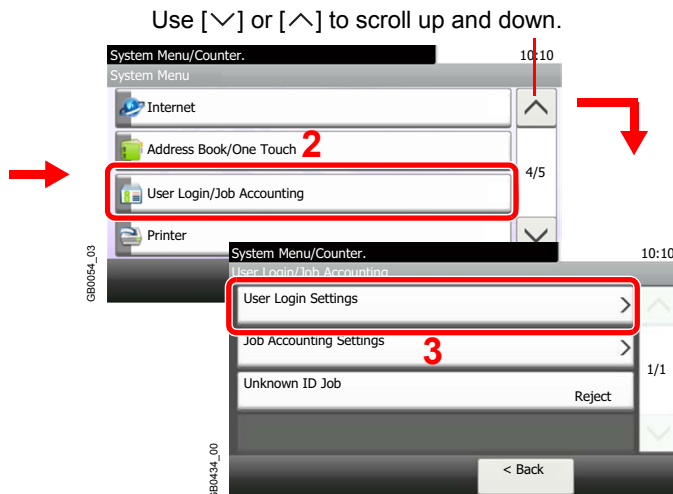 Use [∨] or [∧] to scroll up and down.
System Menu/Counter.
10:10
System Menu
Internet
Address Book/One Touch
2
4/5
User Login/Job Accounting
Printer
GB0054_03
System Menu/Counter.
10:10
User Login/Job Accounting
User Login Settings
Job Accounting Settings
3
1/1
Unknown ID Job
Reject
< Back
GB0434_00